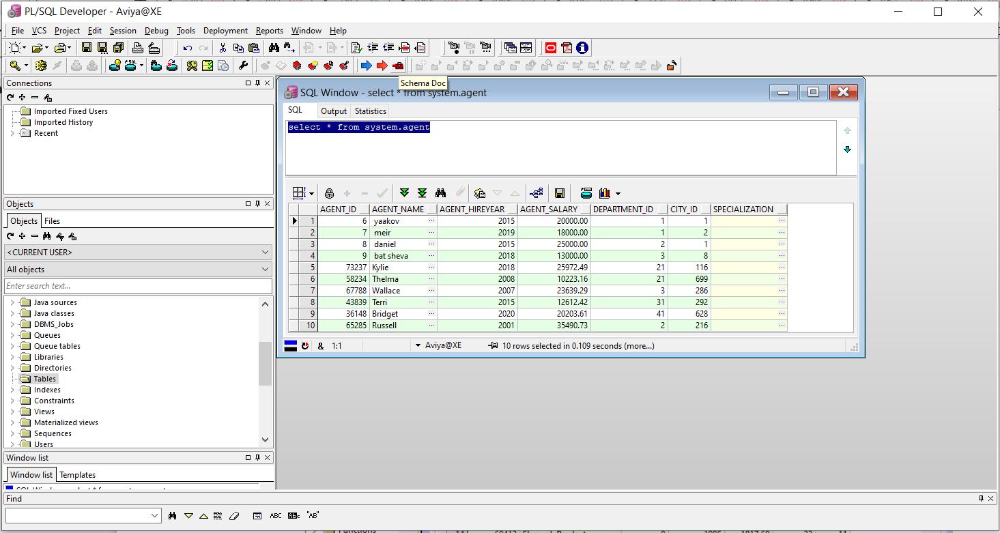 PL/SQL Developer - Aviya@XE
File VCS Project Edit Session Debug Tools Deployment Reports Window Help
Schema Doc
Connections
Imported Fixed Users
Imported History
Recent
Objects
Objects Files
<CURRENT USER>
All objects
Enter search text...
Java sources
Java classes
DBMS_Jobs
Queues
Queue tables
Libraries
Directories
Tables
Indexes
Constraints
Views
Materialized views
Sequences
Users
Window list
Window list Templates
SQL Window - select * from system.agent
SQL Output Statistics
select * from system.agent
AGENT_ID AGENT_NAME AGENT_HIREYEAR AGENT_SALARY DEPARTMENT_ID CITY_ID SPECIALIZATION
1 6 yaakov ... 2015 20000.00 1 1 ...
2 7 meir ... 2019 18000.00 1 2 ...
3 8 daniel ... 2015 25000.00 2 1 ...
4 9 bat sheva ... 2018 13000.00 3 8 ...
5 73237 Kylie ... 2018 25972.49 21 116 ...
6 58234 Thelma ... 2008 10223.16 21 699 ...
7 67788 Wallace ... 2007 23639.29 3 286 ...
8 43839 Terri ... 2015 12612.42 31 292 ...
9 36148 Bridget ... 2020 20203.61 41 628 ...
10 65285 Russell ... 2001 35490.73 2 216 ...
& 1:1 Aviya@XE 10 rows selected in 0.109 seconds (more...)
Find
ABC AB "AB"